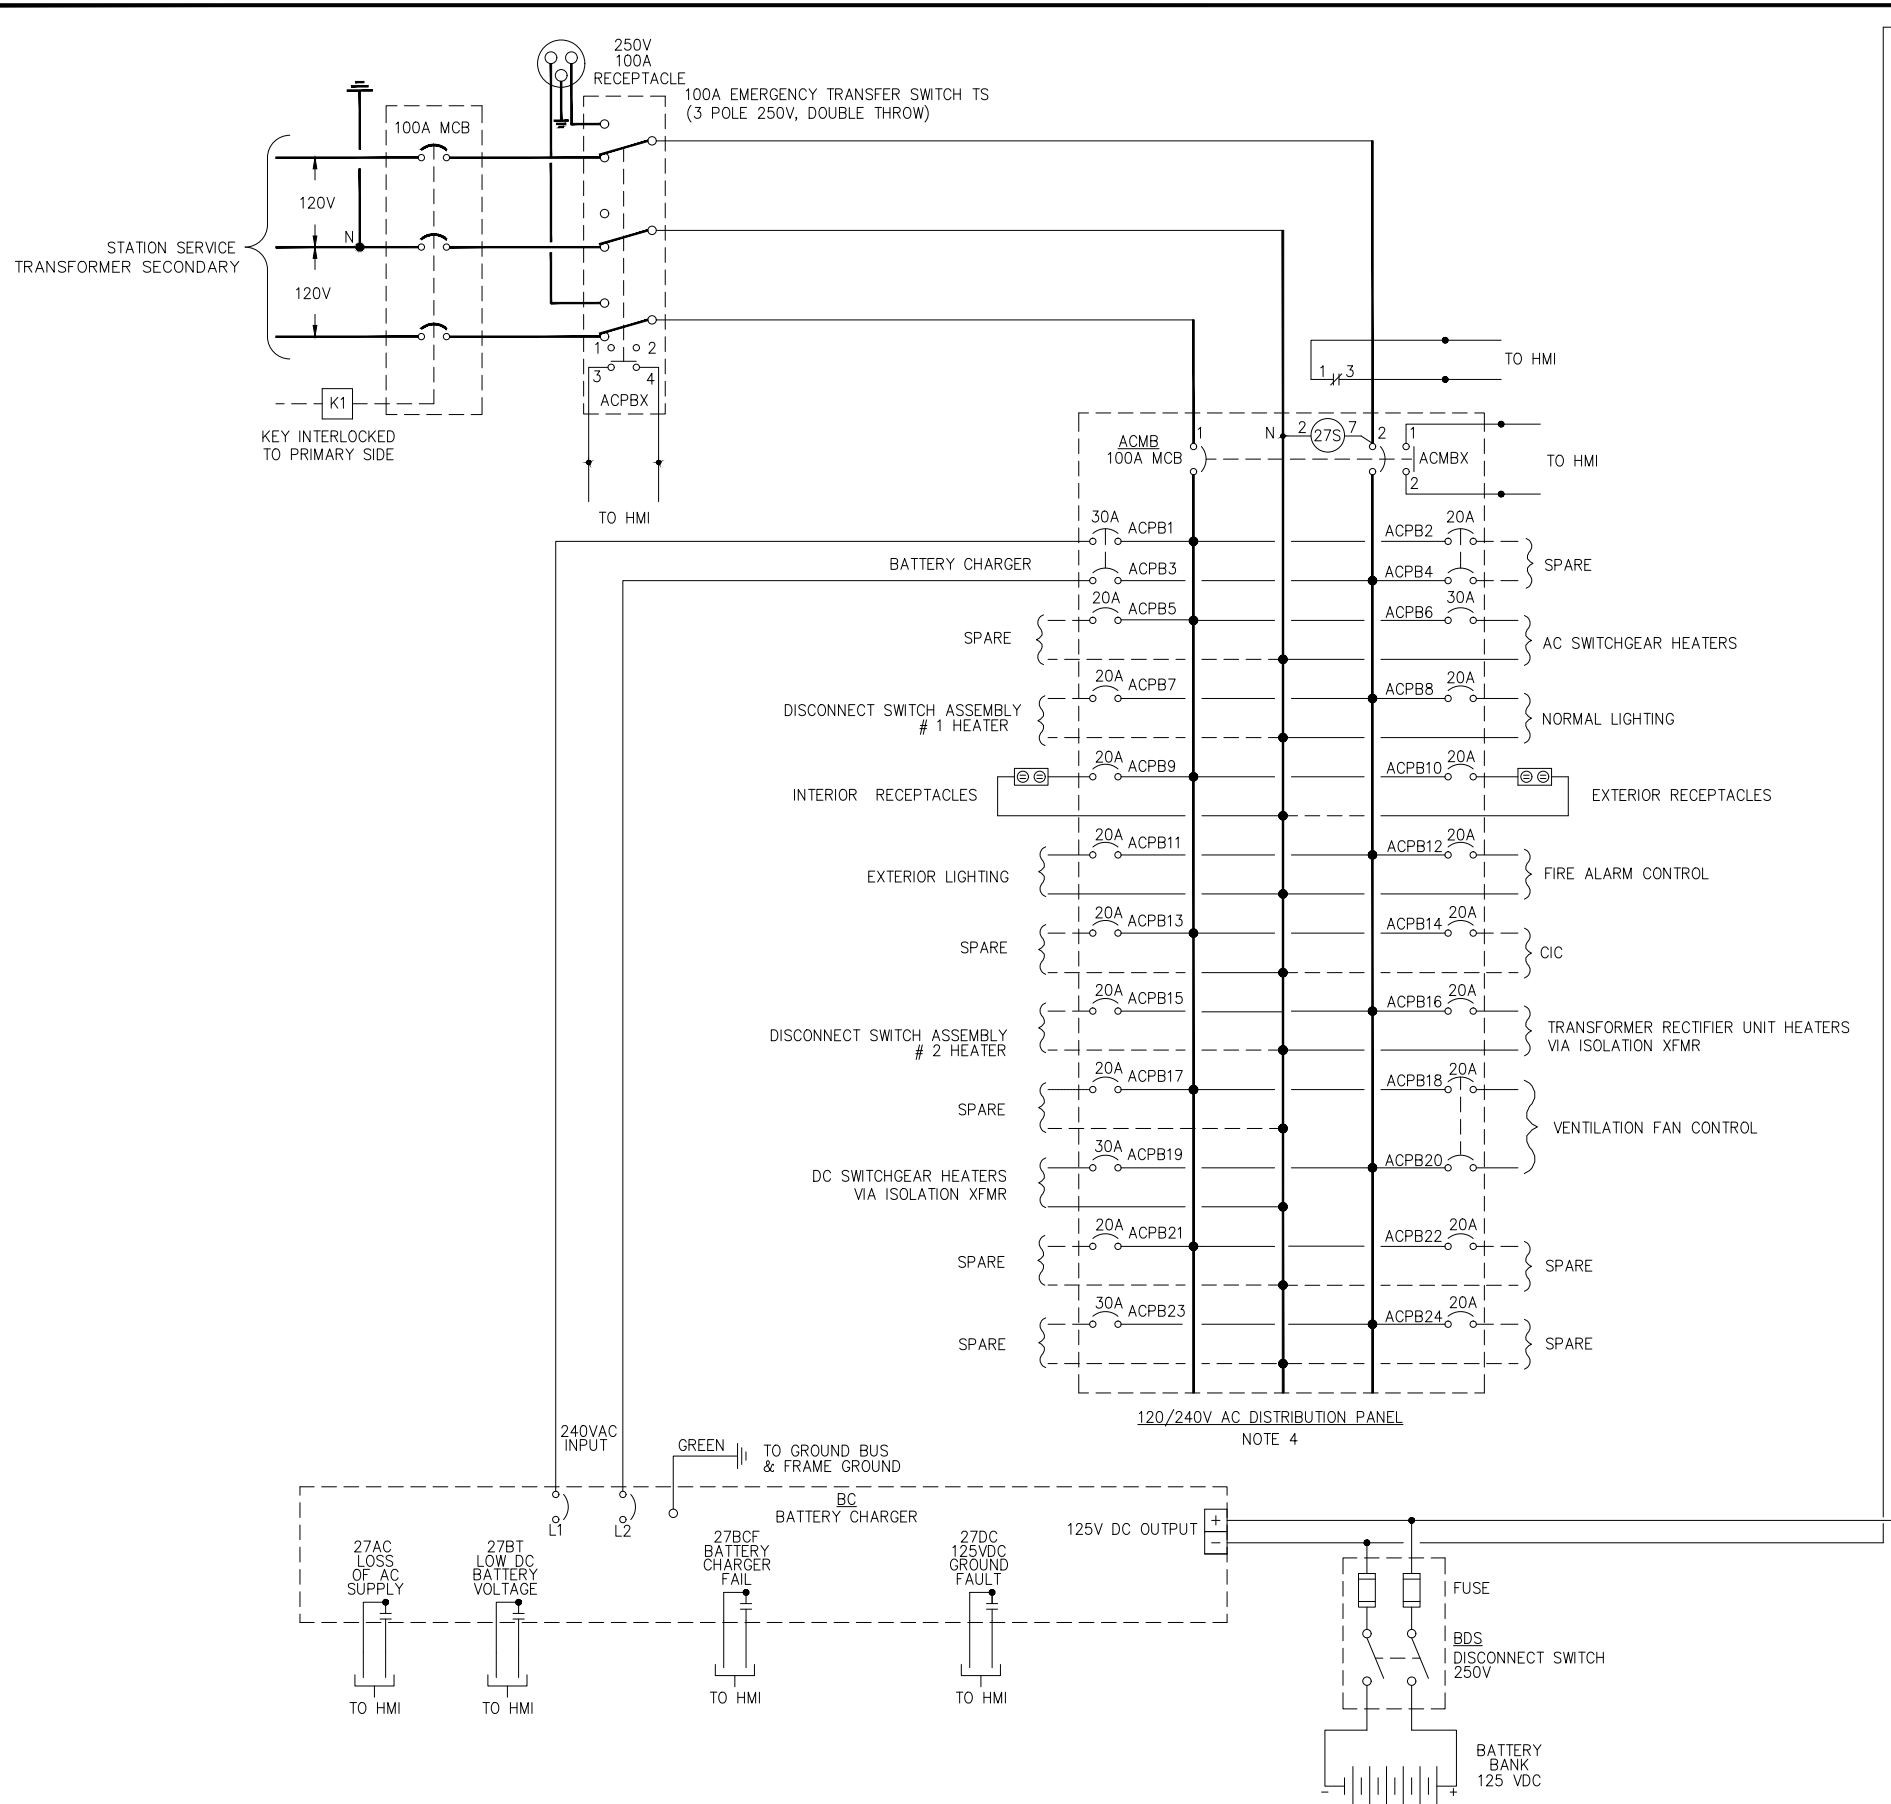 250V
100A
RECEPTACLE
100A EMERGENCY TRANSFER SWITCH TS
(3 POLE 250V, DOUBLE THROW)
100A MCB
120V
N
STATION SERVICE
TRANSFORMER SECONDARY
120V
1 2
3 4
ACPBX
K1
KEY INTERLOCKED
TO PRIMARY SIDE
TO HMI
1 3
TO HMI
ACMB
100A MCB
1
N
2
27S
7
2
1
ACMBX
2
TO HMI
30A
ACPB1
ACPB2
20A
BATTERY CHARGER
ACPB3
ACPB4
SPARE
20A
ACPB5
ACPB6
30A
SPARE
AC SWITCHGEAR HEATERS
20A
ACPB7
ACPB8
20A
DISCONNECT SWITCH ASSEMBLY
# 1 HEATER
NORMAL LIGHTING
20A
ACPB9
ACPB10
20A
INTERIOR RECEPTACLES
EXTERIOR RECEPTACLES
20A
ACPB11
ACPB12
20A
EXTERIOR LIGHTING
FIRE ALARM CONTROL
20A
ACPB13
ACPB14
20A
SPARE
CIC
20A
ACPB15
ACPB16
20A
DISCONNECT SWITCH ASSEMBLY
# 2 HEATER
TRANSFORMER RECTIFIER UNIT HEATERS
VIA ISOLATION XFMR
20A
ACPB17
ACPB18
20A
SPARE
VENTILATION FAN CONTROL
30A
ACPB19
ACPB20
DC SWITCHGEAR HEATERS
VIA ISOLATION XFMR
20A
ACPB21
ACPB22
20A
SPARE
SPARE
30A
ACPB23
ACPB24
20A
SPARE
SPARE
120/240V AC DISTRIBUTION PANEL
NOTE 4
240VAC
INPUT
GREEN
TO GROUND BUS
& FRAME GROUND
BC
BATTERY CHARGER
L1
L2
125V DC OUTPUT
+
-
27AC
LOSS
OF AC
SUPPLY
27BT
LOW DC
BATTERY
VOLTAGE
27BCF
BATTERY
CHARGER
FAIL
27DC
125VDC
GROUND
FAULT
TO HMI
TO HMI
TO HMI
TO HMI
FUSE
BDS
DISCONNECT SWITCH
250V
BATTERY
BANK
125 VDC
- +